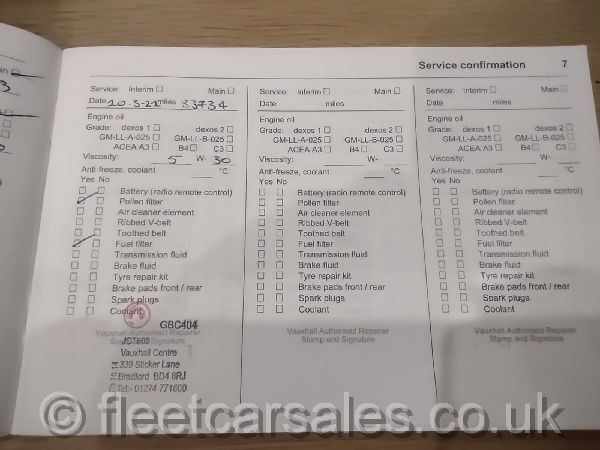 Service confirmation 7
Service: Interim Main
Date 10-3-21 miles 33734
Engine oil
Grade: dexos 1 dexos 2
GM-LL-A-025 GM-LL-B-025
ACEA A3 B4 C3
Viscosity: 5 W- 30
Anti-freeze, coolant °C
Yes No
Battery (radio remote control)
Pollen filter
Air cleaner element
Ribbed V-belt
Toothed belt
Fuel filter
Transmission fluid
Brake fluid
Tyre repair kit
Brake pads front / rear
Spark plugs
Coolant
GBC404
Vauxhall Authorised Repairer
Stamp and Signature
JCT600
Vauxhall Centre
339 Sticker Lane
Bradford BD4 8RJ
Tel:- 01274 771600
Service: Interim Main
Date miles
Engine oil
Grade: dexos 1 dexos 2
GM-LL-A-025 GM-LL-B-025
ACEA A3 B4 C3
Viscosity: W-
Anti-freeze, coolant °C
Yes No
Battery (radio remote control)
Pollen filter
Air cleaner element
Ribbed V-belt
Toothed belt
Fuel filter
Transmission fluid
Brake fluid
Tyre repair kit
Brake pads front / rear
Spark plugs
Coolant
Vauxhall Authorised Repairer
Stamp and Signature
Service: Interim Main
Date miles
Engine oil
Grade: dexos 1 dexos 2
GM-LL-A-025 GM-LL-B-025
ACEA A3 B4 C3
Viscosity: W-
Anti-freeze, coolant °C
Yes No
Battery (radio remote control)
Pollen filter
Air cleaner element
Ribbed V-belt
Toothed belt
Fuel filter
Transmission fluid
Brake fluid
Tyre repair kit
Brake pads front / rear
Spark plugs
Coolant
Vauxhall Authorised Repairer
Stamp and Signature
© fleetcarsales.co.uk